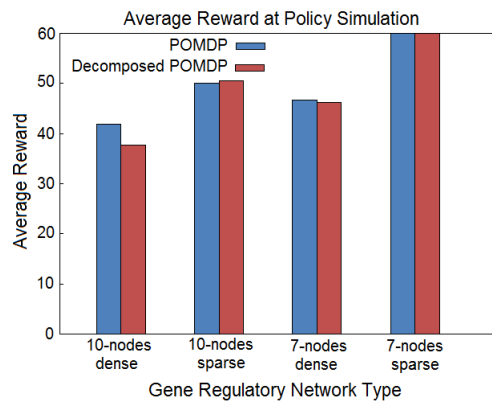 Average Reward at Policy Simulation
POMDP
Decomposed POMDP
Average Reward
60
50
40
30
20
10
0
10-nodes
dense
10-nodes
sparse
7-nodes
dense
7-nodes
sparse
Gene Regulatory Network Type